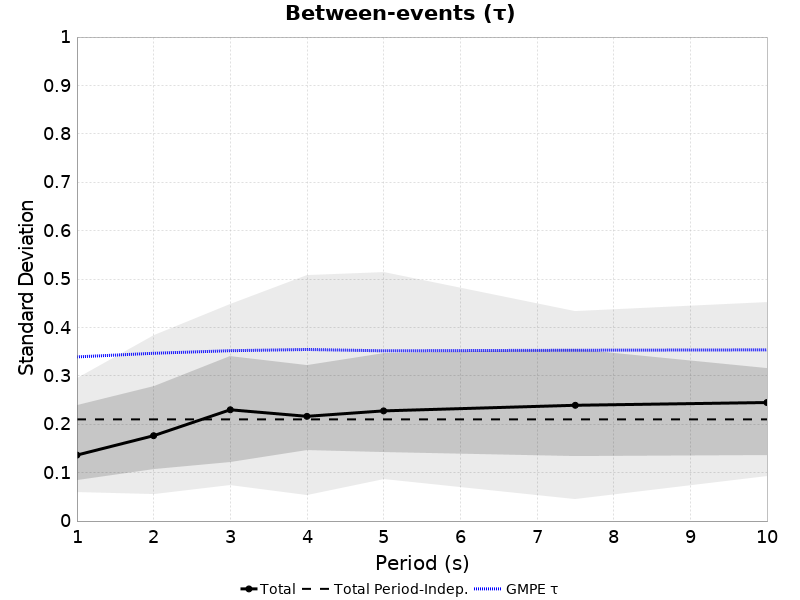 Between-events (τ)
1
0.9
0.8
0.7
0.6
0.5
0.4
0.3
0.2
0.1
0
Standard Deviation
1 2 3 4 5 6 7 8 9 10
Period (s)
Total Total Period-Indep. GMPE τ